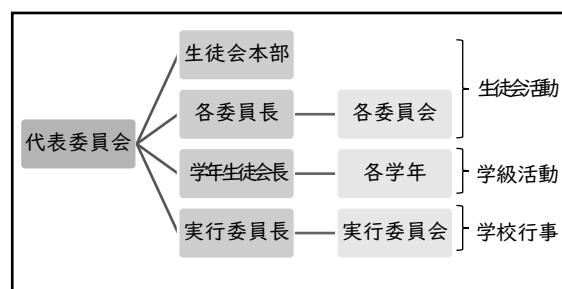 生徒会本部
生徒会活動
各委員長
各委員会
代表委員会
学年生徒会長
各学年
学級活動
実行委員長
実行委員会
学校行事